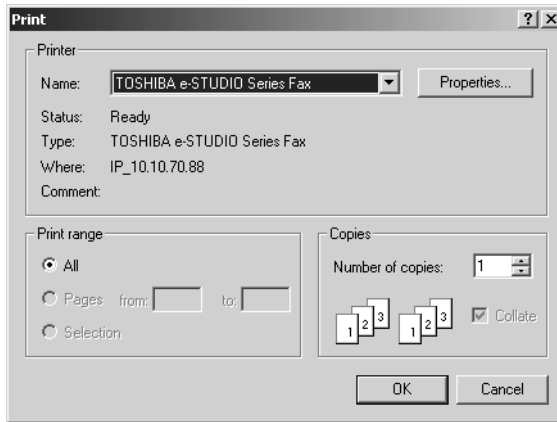 Print
Printer
Name: TOSHIBA e-STUDIO Series Fax Properties...
Status: Ready
Type: TOSHIBA e-STUDIO Series Fax
Where: IP_10.10.70.88
Comment:
Print range
All
Pages from: to:
Selection
Copies
Number of copies: 1
1 2 3 1 2 3 Collate
OK Cancel